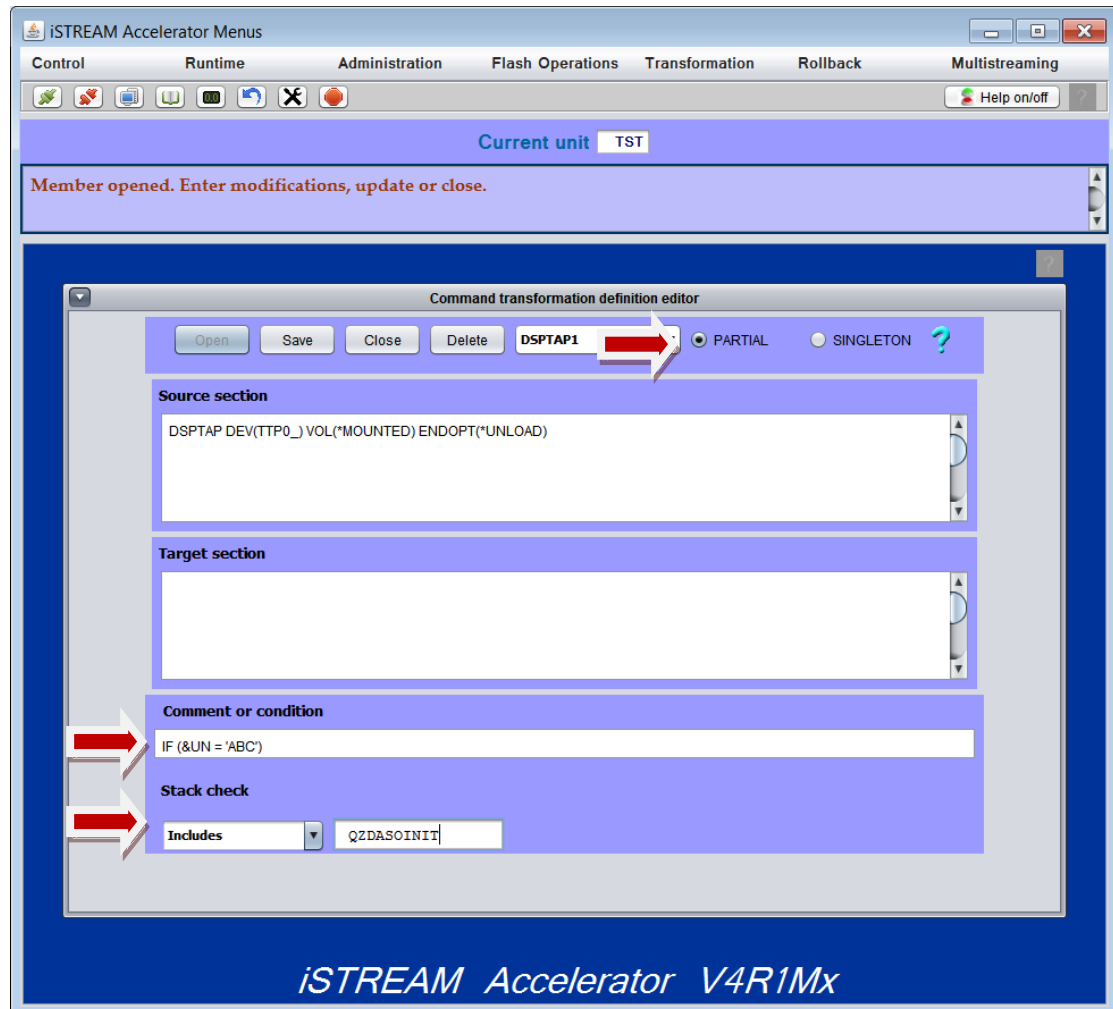 iSTREAM Accelerator Menus
Control Runtime Administration Flash Operations Transformation Rollback Multistreaming
0.0 Help on/off ?
Current unit TST
Member opened. Enter modifications, update or close.
?
Command transformation definition editor
Open Save Close Delete DSPTAP1 PARTIAL SINGLETON ?
Source section
DSPTAP DEV(TTP0_) VOL(*MOUNTED) ENDOPT(*UNLOAD)
Target section
Comment or condition
IF (&UN = 'ABC')
Stack check
Includes QZDASOINIT
iSTREAM Accelerator V4R1Mx